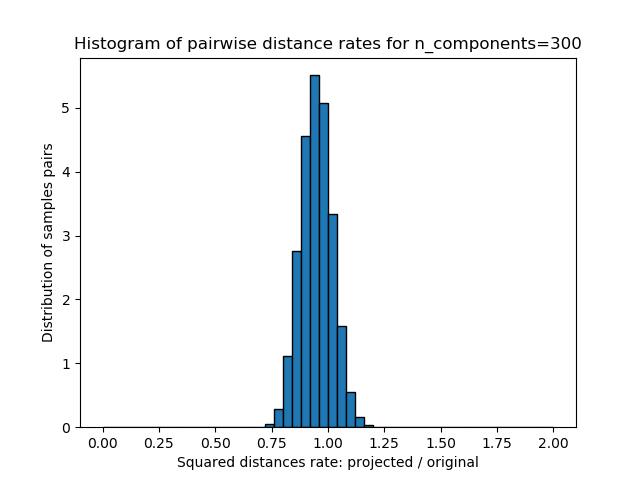 Histogram of pairwise distance rates for n_components=300
Distribution of samples pairs
5
4
3
2
1
0
0.00 0.25 0.50 0.75 1.00 1.25 1.50 1.75 2.00
Squared distances rate: projected / original